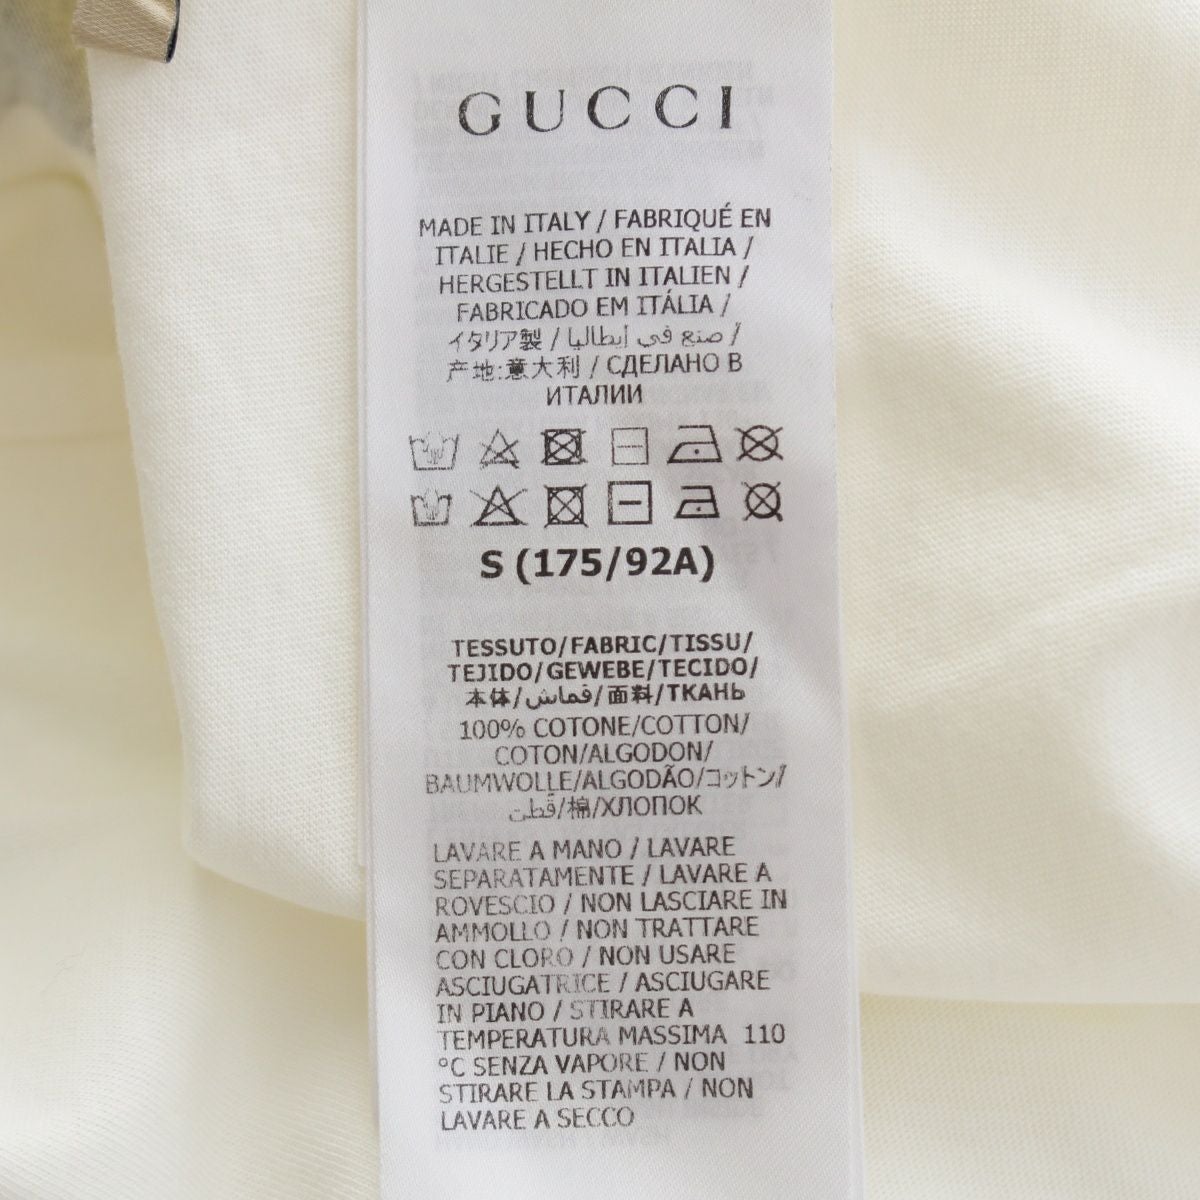 GUCCI
MADE IN ITALY / FABRIQUÉ EN
ITALIE / HECHO EN ITALIA /
HERGESTELLT IN ITALIEN /
FABRICADO EM ITÁLIA /
イタリア製 / صنع في إيطاليا /
产地:意大利 / СДЕЛАНО В
ИТАЛИИ
S (175/92A)
TESSUTO/FABRIC/TISSU/
TEJIDO/GEWEBE/TECIDO/
本体/قماش/面料/ТКАНЬ
100% COTONE/COTTON/
COTON/ALGODON/
BAUMWOLLE/ALGODÃO/コットン/
قطن/棉/ХЛОПОК
LAVARE A MANO / LAVARE
SEPARATAMENTE / LAVARE A
ROVESCIO / NON LASCIARE IN
AMMOLLO / NON TRATTARE
CON CLORO / NON USARE
ASCIUGATRICE / ASCIUGARE
IN PIANO / STIRARE A
TEMPERATURA MASSIMA 110
°C SENZA VAPORE / NON
STIRARE LA STAMPA / NON
LAVARE A SECCO